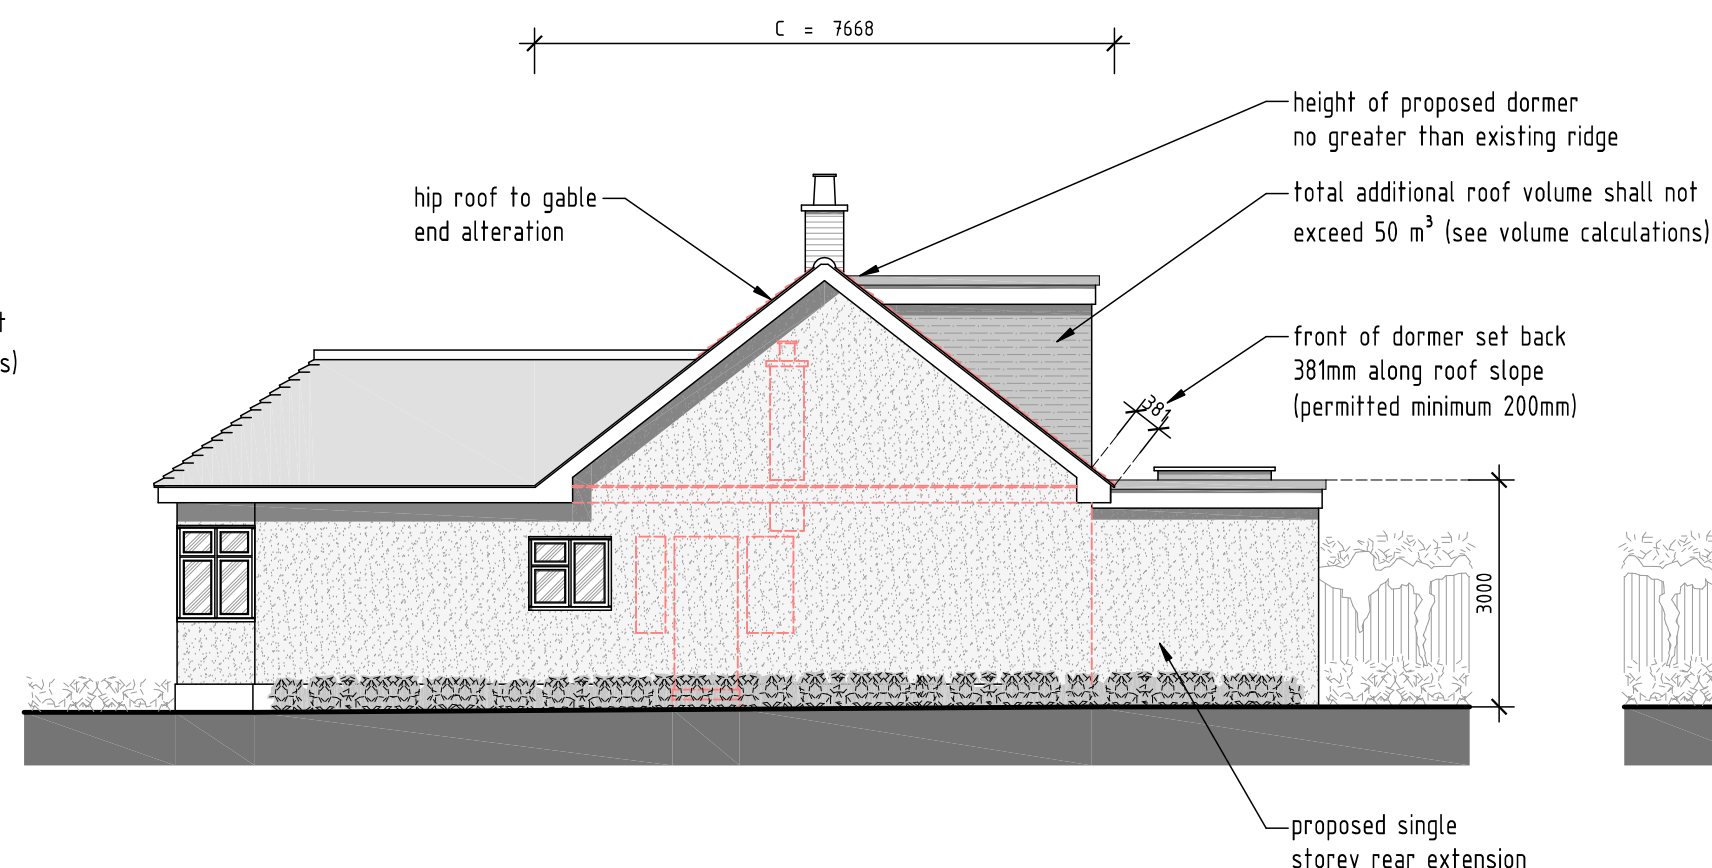 C = 7668
height of proposed dormer
no greater than existing ridge
hip roof to gable
end alteration
total additional roof volume shall not
exceed 50 m³ (see volume calculations)
t
s)
front of dormer set back
381mm along roof slope
(permitted minimum 200mm)
381
3000
proposed single
storey rear extension